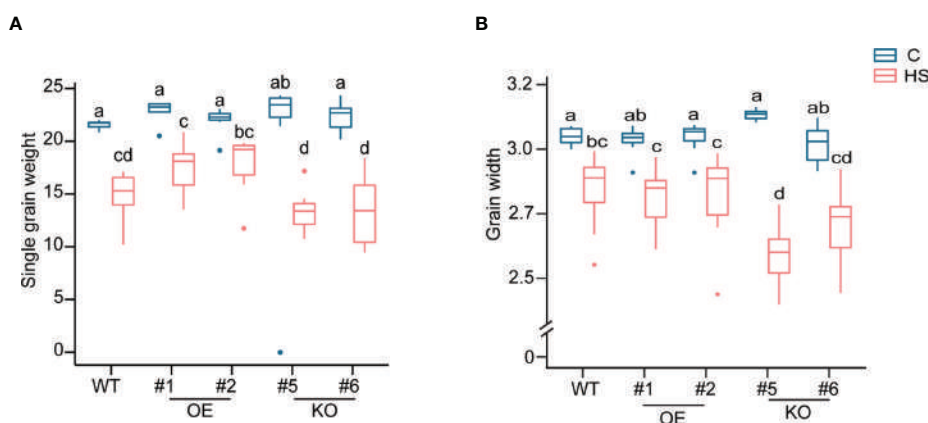 A
Single grain weight
25
20
15
10
5
0
a
cd
a
c
a
bc
ab
d
a
d
WT
#1
#2
#5
#6
OE
KO
B
C
HS
Grain width
3.2
3.0
2.7
2.5
0
a
bc
ab
c
a
c
a
d
ab
cd
WT
#1
#2
#5
#6
OE
KO